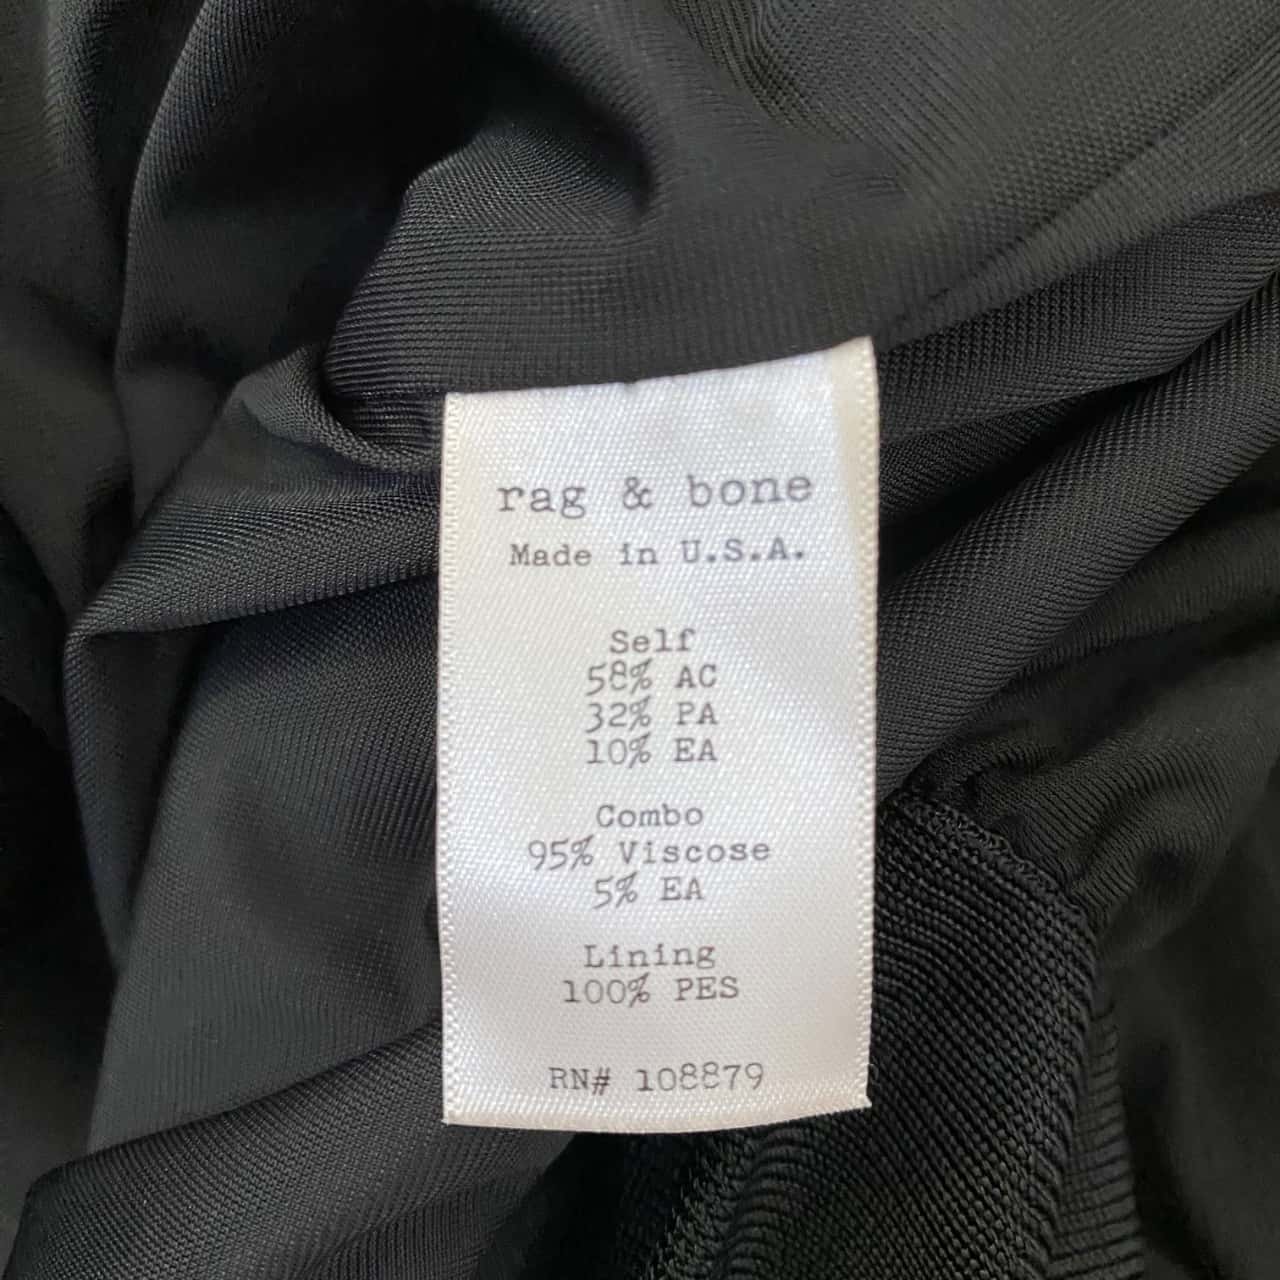 rag & bone
Made in U.S.A.
Self
58% AC
32% PA
10% EA
Combo
95% Viscose
5% EA
Lining
100% PES
RN# 108879